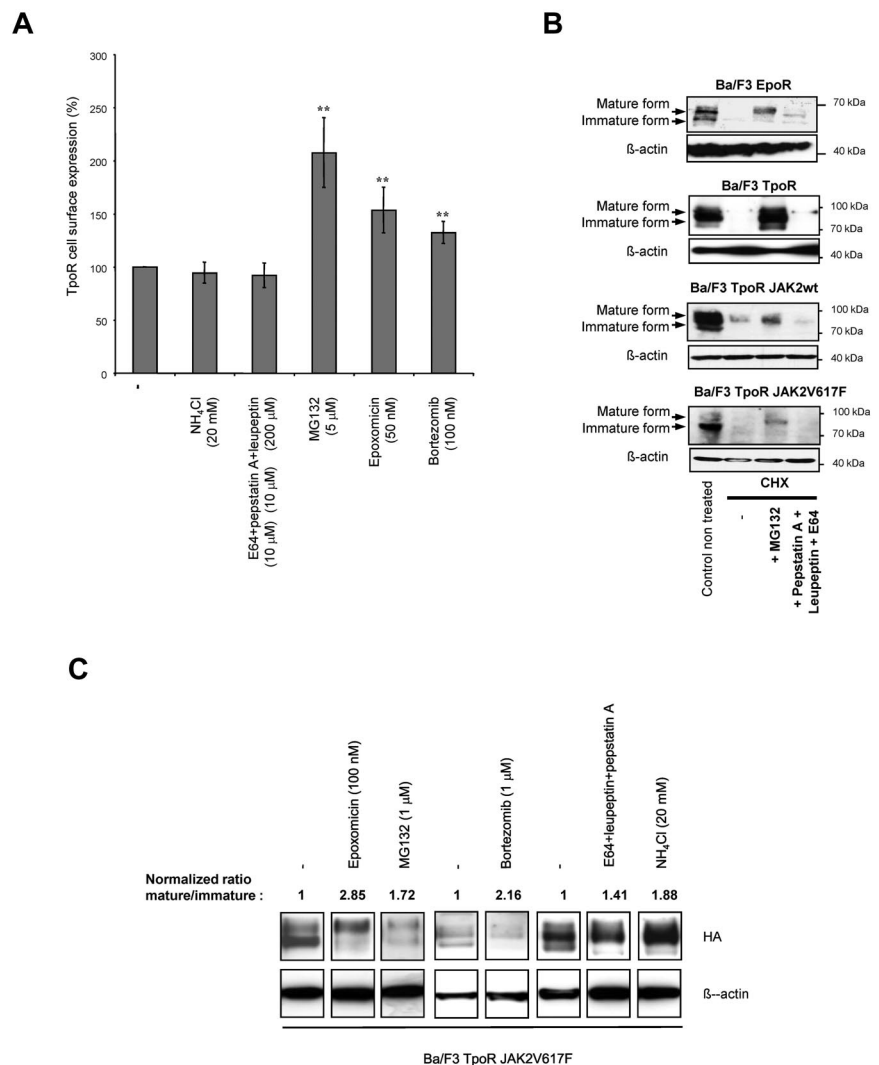 A
TpoR cell surface expression (%)
300
250
200
150
100
50
0
**
**
**
-
NH4Cl
(20 mM)
E64+pepstatin A+leupeptin
(10 μM) (10 μM) (200 μM)
MG132
(5 μM)
Epoxomicin
(50 nM)
Bortezomib
(100 nM)
B
Ba/F3 EpoR
Mature form
Immature form
70 kDa
ß-actin
40 kDa
Ba/F3 TpoR
Mature form
Immature form
100 kDa
70 kDa
ß-actin
40 kDa
Ba/F3 TpoR JAK2wt
Mature form
Immature form
100 kDa
70 kDa
ß-actin
40 kDa
Ba/F3 TpoR JAK2V617F
Mature form
Immature form
100 kDa
70 kDa
ß-actin
40 kDa
CHX
Control non treated
-
+ MG132
+ Pepstatin A +
Leupeptin + E64
C
-
Epoxomicin (100 nM)
MG132 (1 μM)
-
Bortezomib (1 μM)
-
E64+leupeptin+pepstatin A
NH4Cl (20 mM)
Normalized ratio
mature/immature :
1 2.85 1.72 1 2.16 1 1.41 1.88
HA
ß--actin
Ba/F3 TpoR JAK2V617F